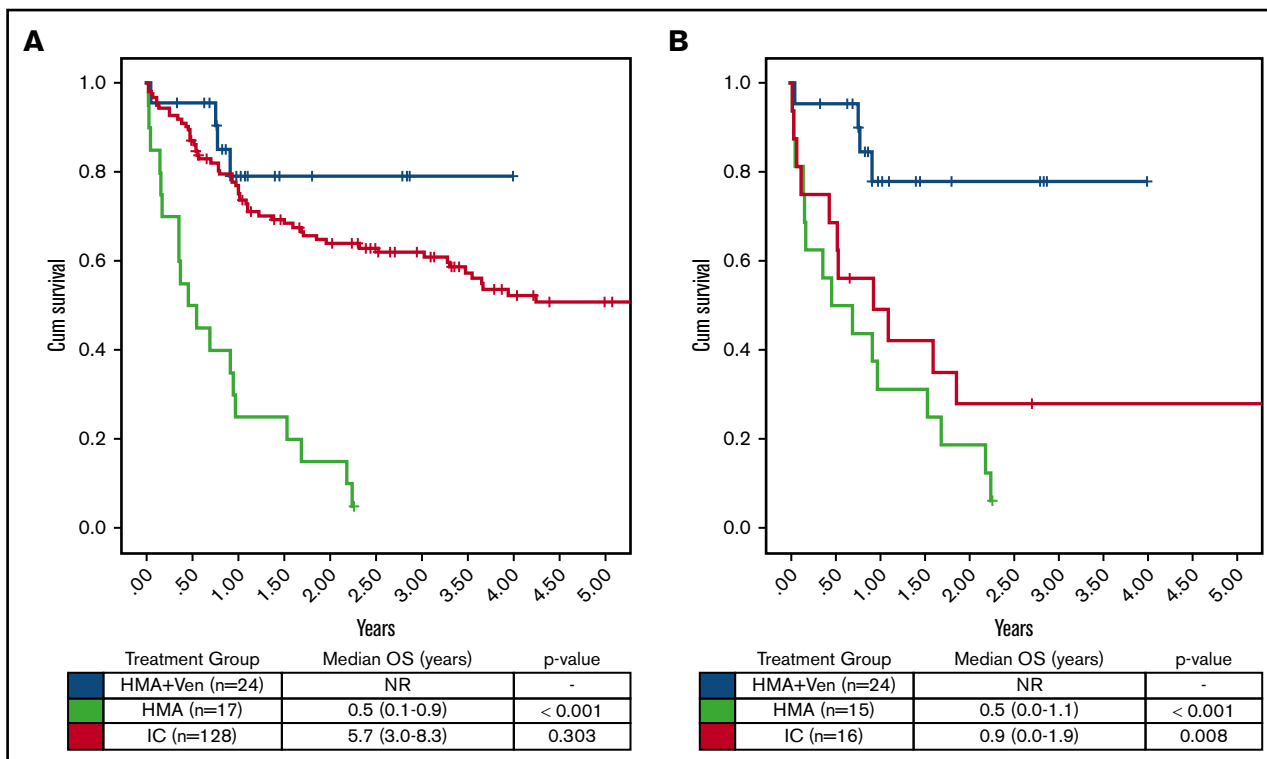 A
Cum survival
1.0
0.8
0.6
0.4
0.2
0.0
.00 .50 1.00 1.50 2.00 2.50 3.00 3.50 4.00 4.50 5.00
Years
Treatment Group Median OS (years) p-value
HMA+Ven (n=24) NR -
HMA (n=17) 0.5 (0.1-0.9) < 0.001
IC (n=128) 5.7 (3.0-8.3) 0.303
B
Cum survival
1.0
0.8
0.6
0.4
0.2
0.0
.00 .50 1.00 1.50 2.00 2.50 3.00 3.50 4.00 4.50 5.00
Years
Treatment Group Median OS (years) p-value
HMA+Ven (n=24) NR -
HMA (n=15) 0.5 (0.0-1.1) < 0.001
IC (n=16) 0.9 (0.0-1.9) 0.008